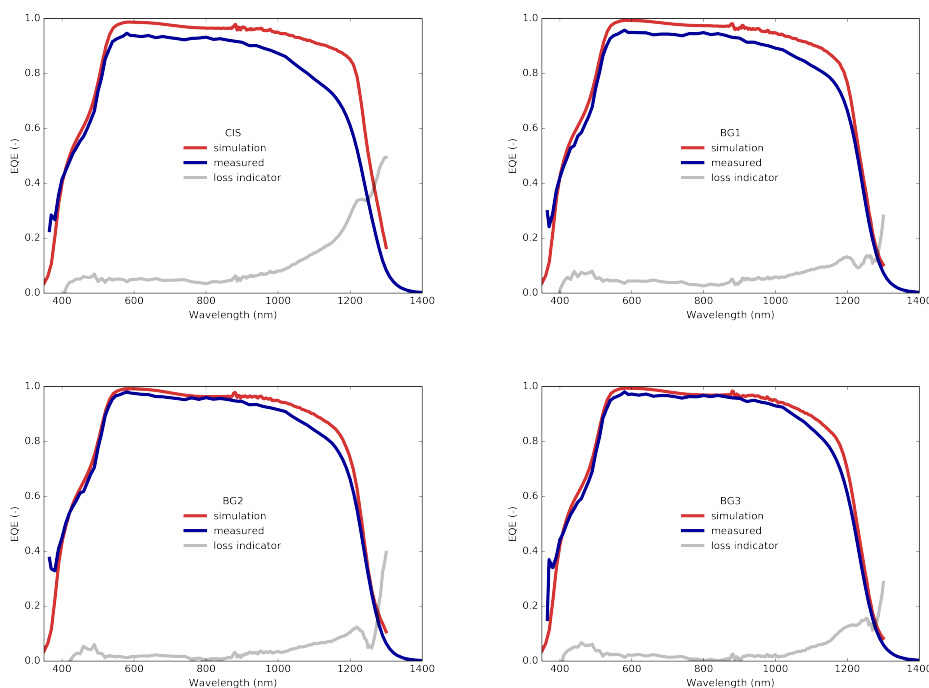 1.0
0.8
0.6
0.4
0.2
0.0
EQE (-)
400 600 800 1000 1200 1400
Wavelength (nm)
CIS
simulation
measured
loss indicator
1.0
0.8
0.6
0.4
0.2
0.0
EQE (-)
400 600 800 1000 1200 1400
Wavelength (nm)
BG1
simulation
measured
loss indicator
1.0
0.8
0.6
0.4
0.2
0.0
EQE (-)
400 600 800 1000 1200 1400
Wavelength (nm)
BG2
simulation
measured
loss indicator
1.0
0.8
0.6
0.4
0.2
0.0
EQE (-)
400 600 800 1000 1200 1400
Wavelength (nm)
BG3
simulation
measured
loss indicator